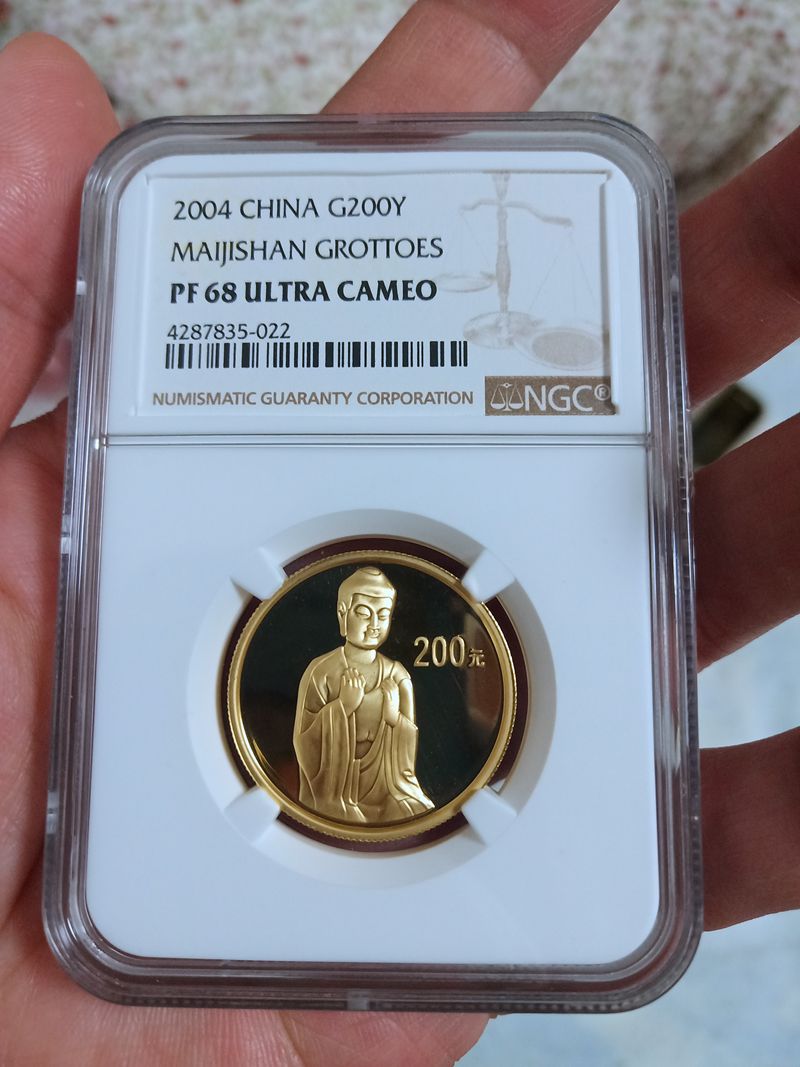 2004 CHINA G200Y
MAIJISHAN GROTTOES
PF 68 ULTRA CAMEO
4287835-022
NUMISMATIC GUARANTY CORPORATION NGC®
200元